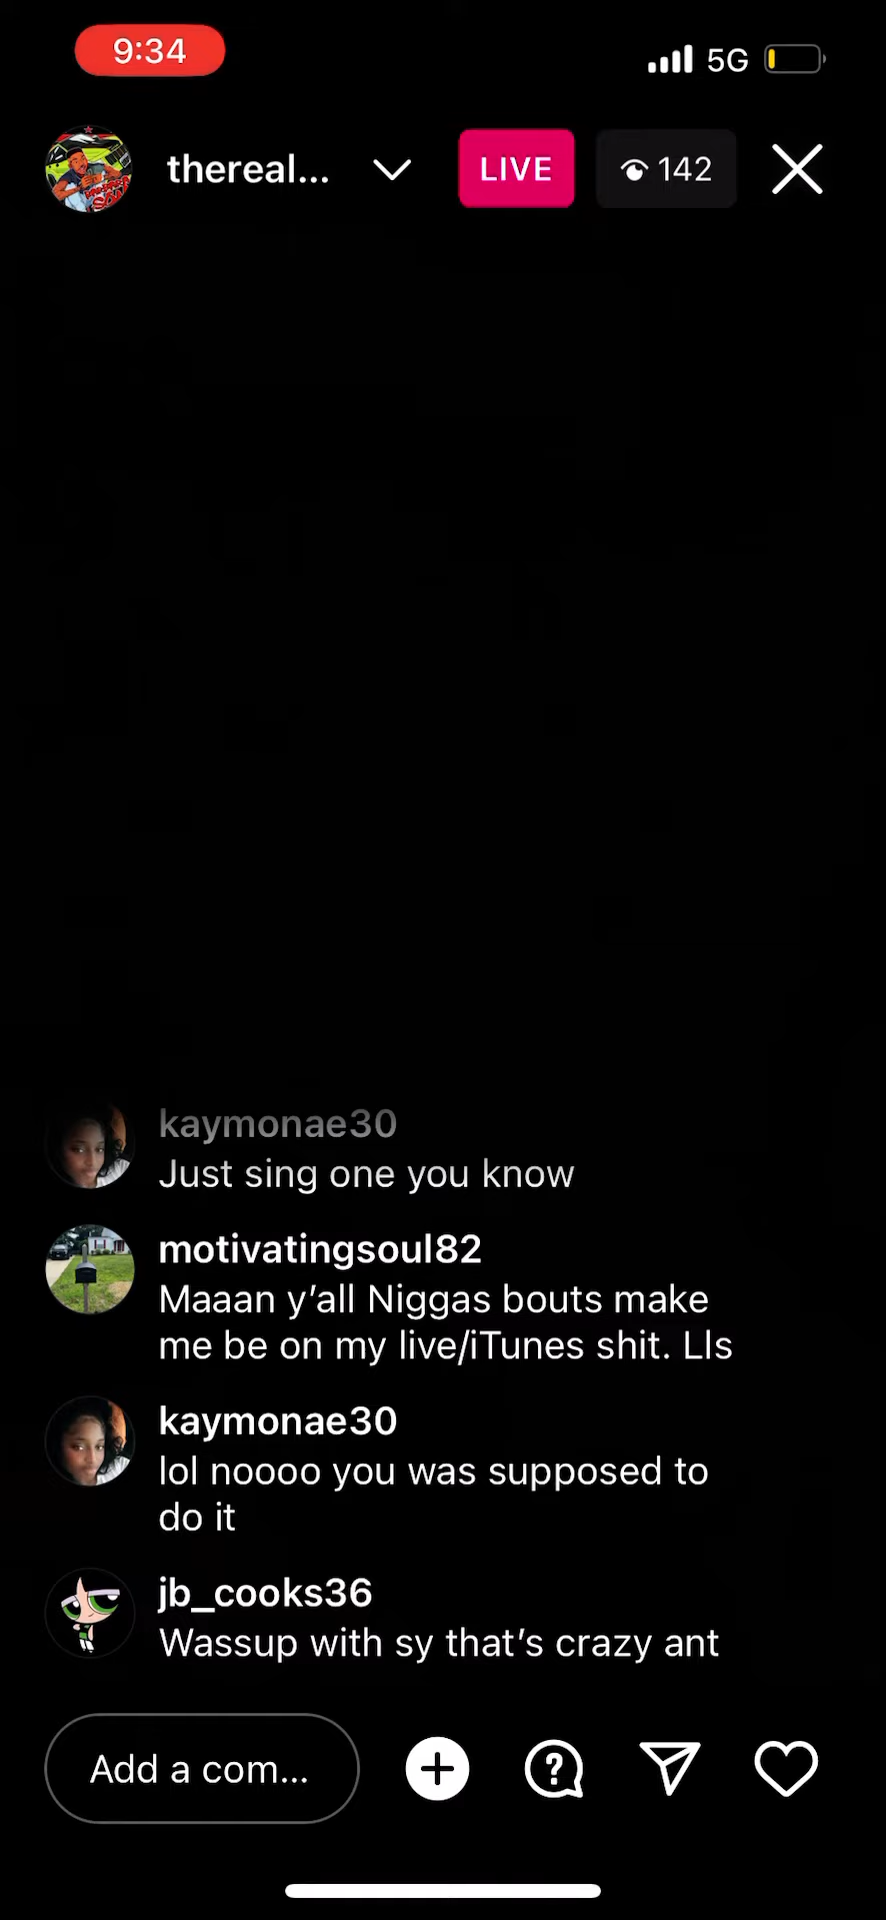 9:34
5G
thereal...
LIVE
142
kaymonae30
Just sing one you know
motivatingsoul82
Maaan y’all Niggas bouts make
me be on my live/iTunes shit. Lls
kaymonae30
lol noooo you was supposed to
do it
jb_cooks36
Wassup with sy that’s crazy ant
Add a com...